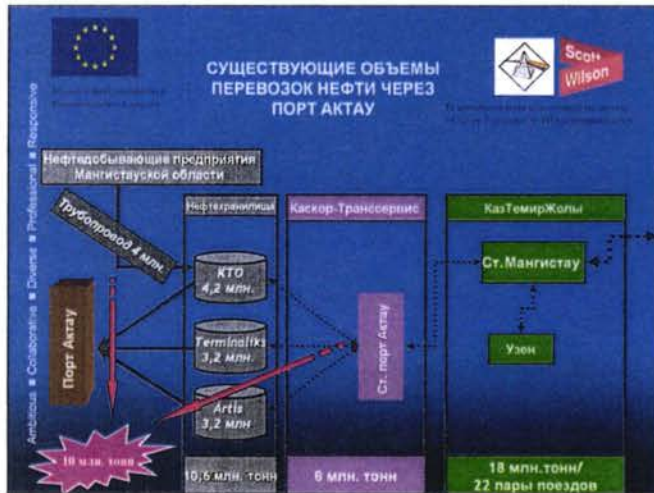 СУЩЕСТВУЮЩИЕ ОБЪЕМЫ
ПЕРЕВОЗОК НЕФТИ ЧЕРЕЗ
ПОРТ АКТАУ
Scott
Wilson
Ambitious ■ Collaborative ■ Diverse ■ Professional ■ Responsive
Нефтедобывающие предприятия
Мангистауской области
Трубопровод 4 млн.
Нефтехранилища
Каскор-Транссервис
КазТемирЖолы
КТО
4,2 млн.
Terminaliks
3,2 млн.
Artis
3,2 млн
Порт Актау
Ст. порт Актау
Ст.Мангистау
Узен
10 млн. тонн
10,6 млн. тонн
6 млн. тонн
18 млн.тонн/
22 пары поездов